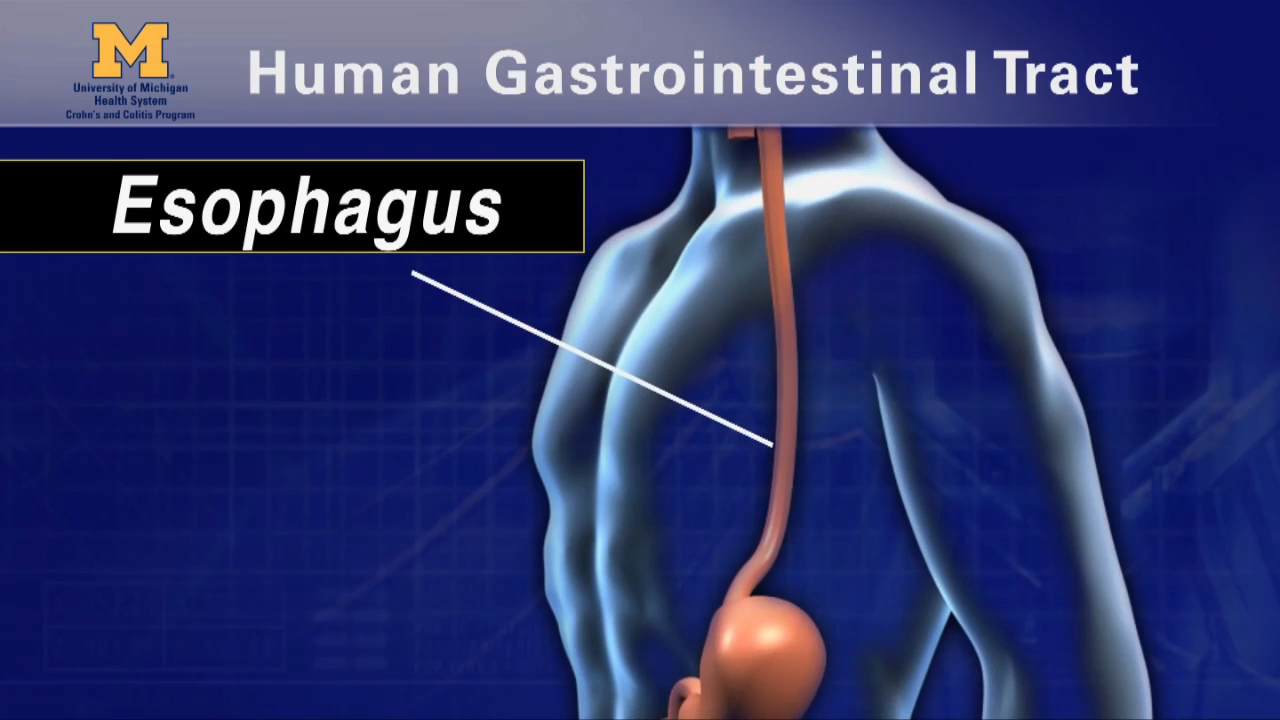 M
University of Michigan
Health System
Crohn's and Colitis Program
Human Gastrointestinal Tract
Esophagus